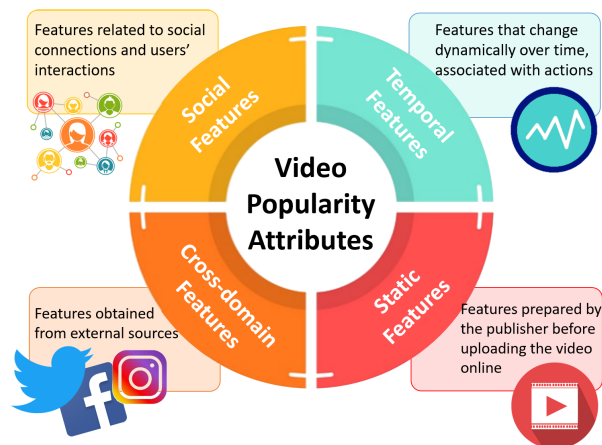 Features related to social
connections and users'
interactions
Features that change
dynamically over time,
associated with actions
Social
Features
Temporal
Features
Video
Popularity
Attributes
Cross-domain
Features
Static
Features
Features obtained
from external sources
Features prepared by
the publisher before
uploading the video
online